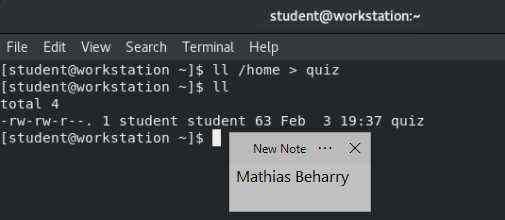 student@workstation:~
File Edit View Search Terminal Help
[student@workstation ~]$ ll /home > quiz
[student@workstation ~]$ ll
total 4
-rw-rw-r--. 1 student student 63 Feb  3 19:37 quiz
[student@workstation ~]$
New Note
Mathias Beharry